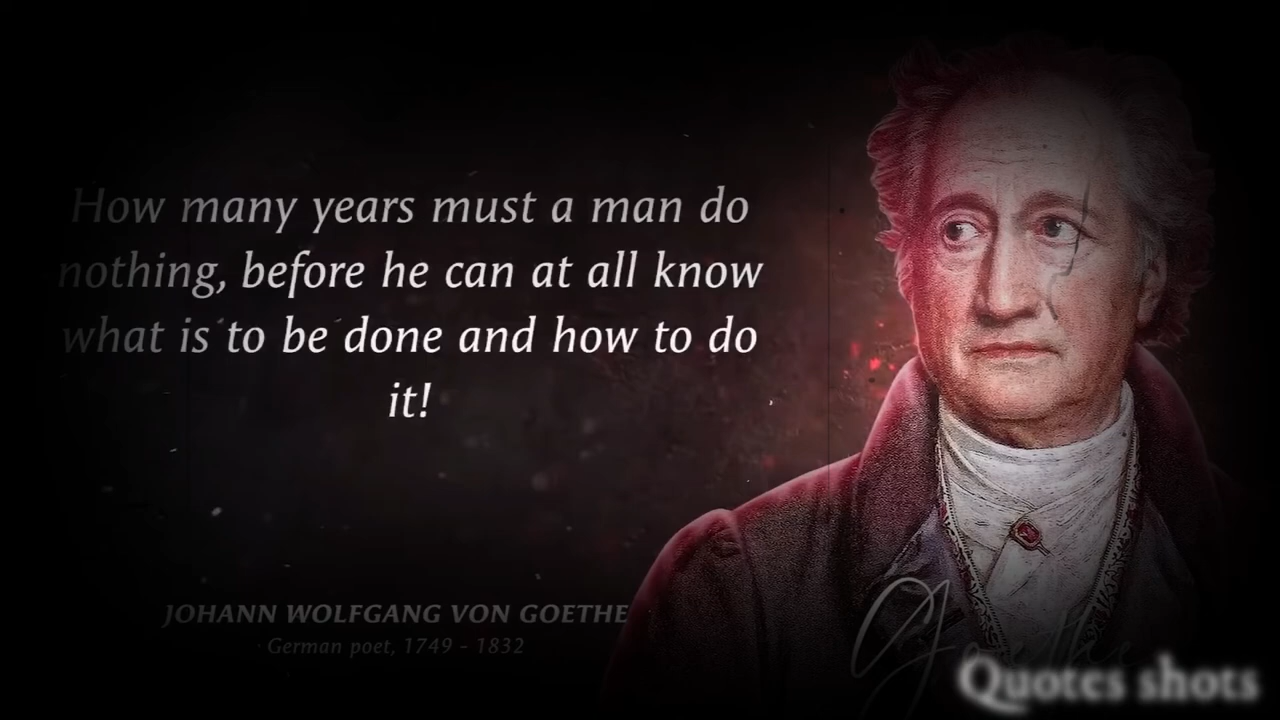 How many years must a man do
nothing, before he can at all know
what is to be done and how to do
it!
JOHANN WOLFGANG VON GOETHE
· German poet, 1749 - 1832
Goethe
Quotes shots